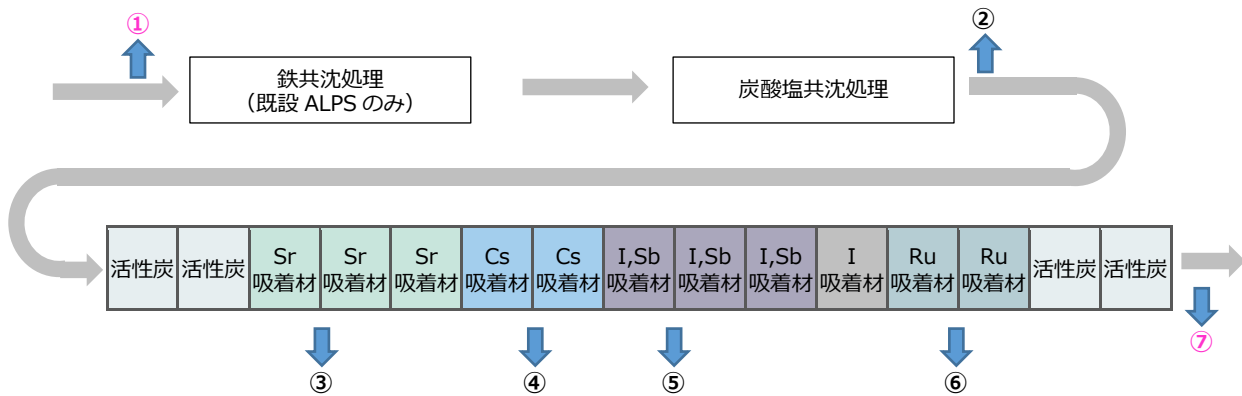 ①
②
鉄共沈処理
（既設 ALPS のみ）
炭酸塩共沈処理
活性炭
活性炭
Sr
吸着材
Sr
吸着材
Sr
吸着材
Cs
吸着材
Cs
吸着材
I,Sb
吸着材
I,Sb
吸着材
I,Sb
吸着材
I
吸着材
Ru
吸着材
Ru
吸着材
活性炭
活性炭
③
④
⑤
⑥
⑦